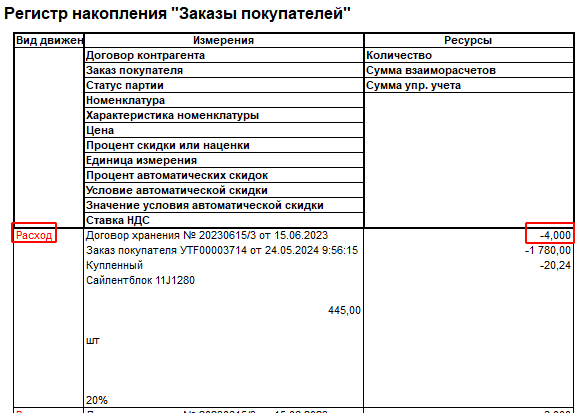 Регистр накопления "Заказы покупателей"
Вид движен Измерения Ресурсы
Договор контрагента Количество
Заказ покупателя Сумма взаиморасчетов
Статус партии Сумма упр. учета
Номенклатура
Характеристика номенклатуры
Цена
Процент скидки или наценки
Единица измерения
Процент автоматических скидок
Условие автоматической скидки
Значение условия автоматической скидки
Ставка НДС
Расход Договор хранения № 20230615/3 от 15.06.2023 -4,000
Заказ покупателя УТF00003714 от 24.05.2024 9:56:15 -1 780,00
Купленный -20,24
Сайлентблок 11J1280
445,00
шт
20%